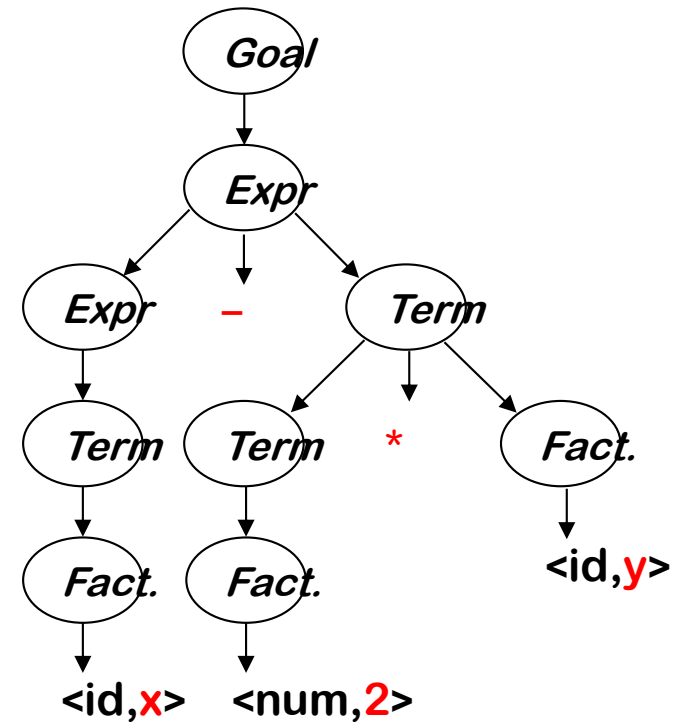 Goal
Expr
Expr – Term
Term Term * Fact.
Fact. Fact. <id,y>
<id,x> <num,2>